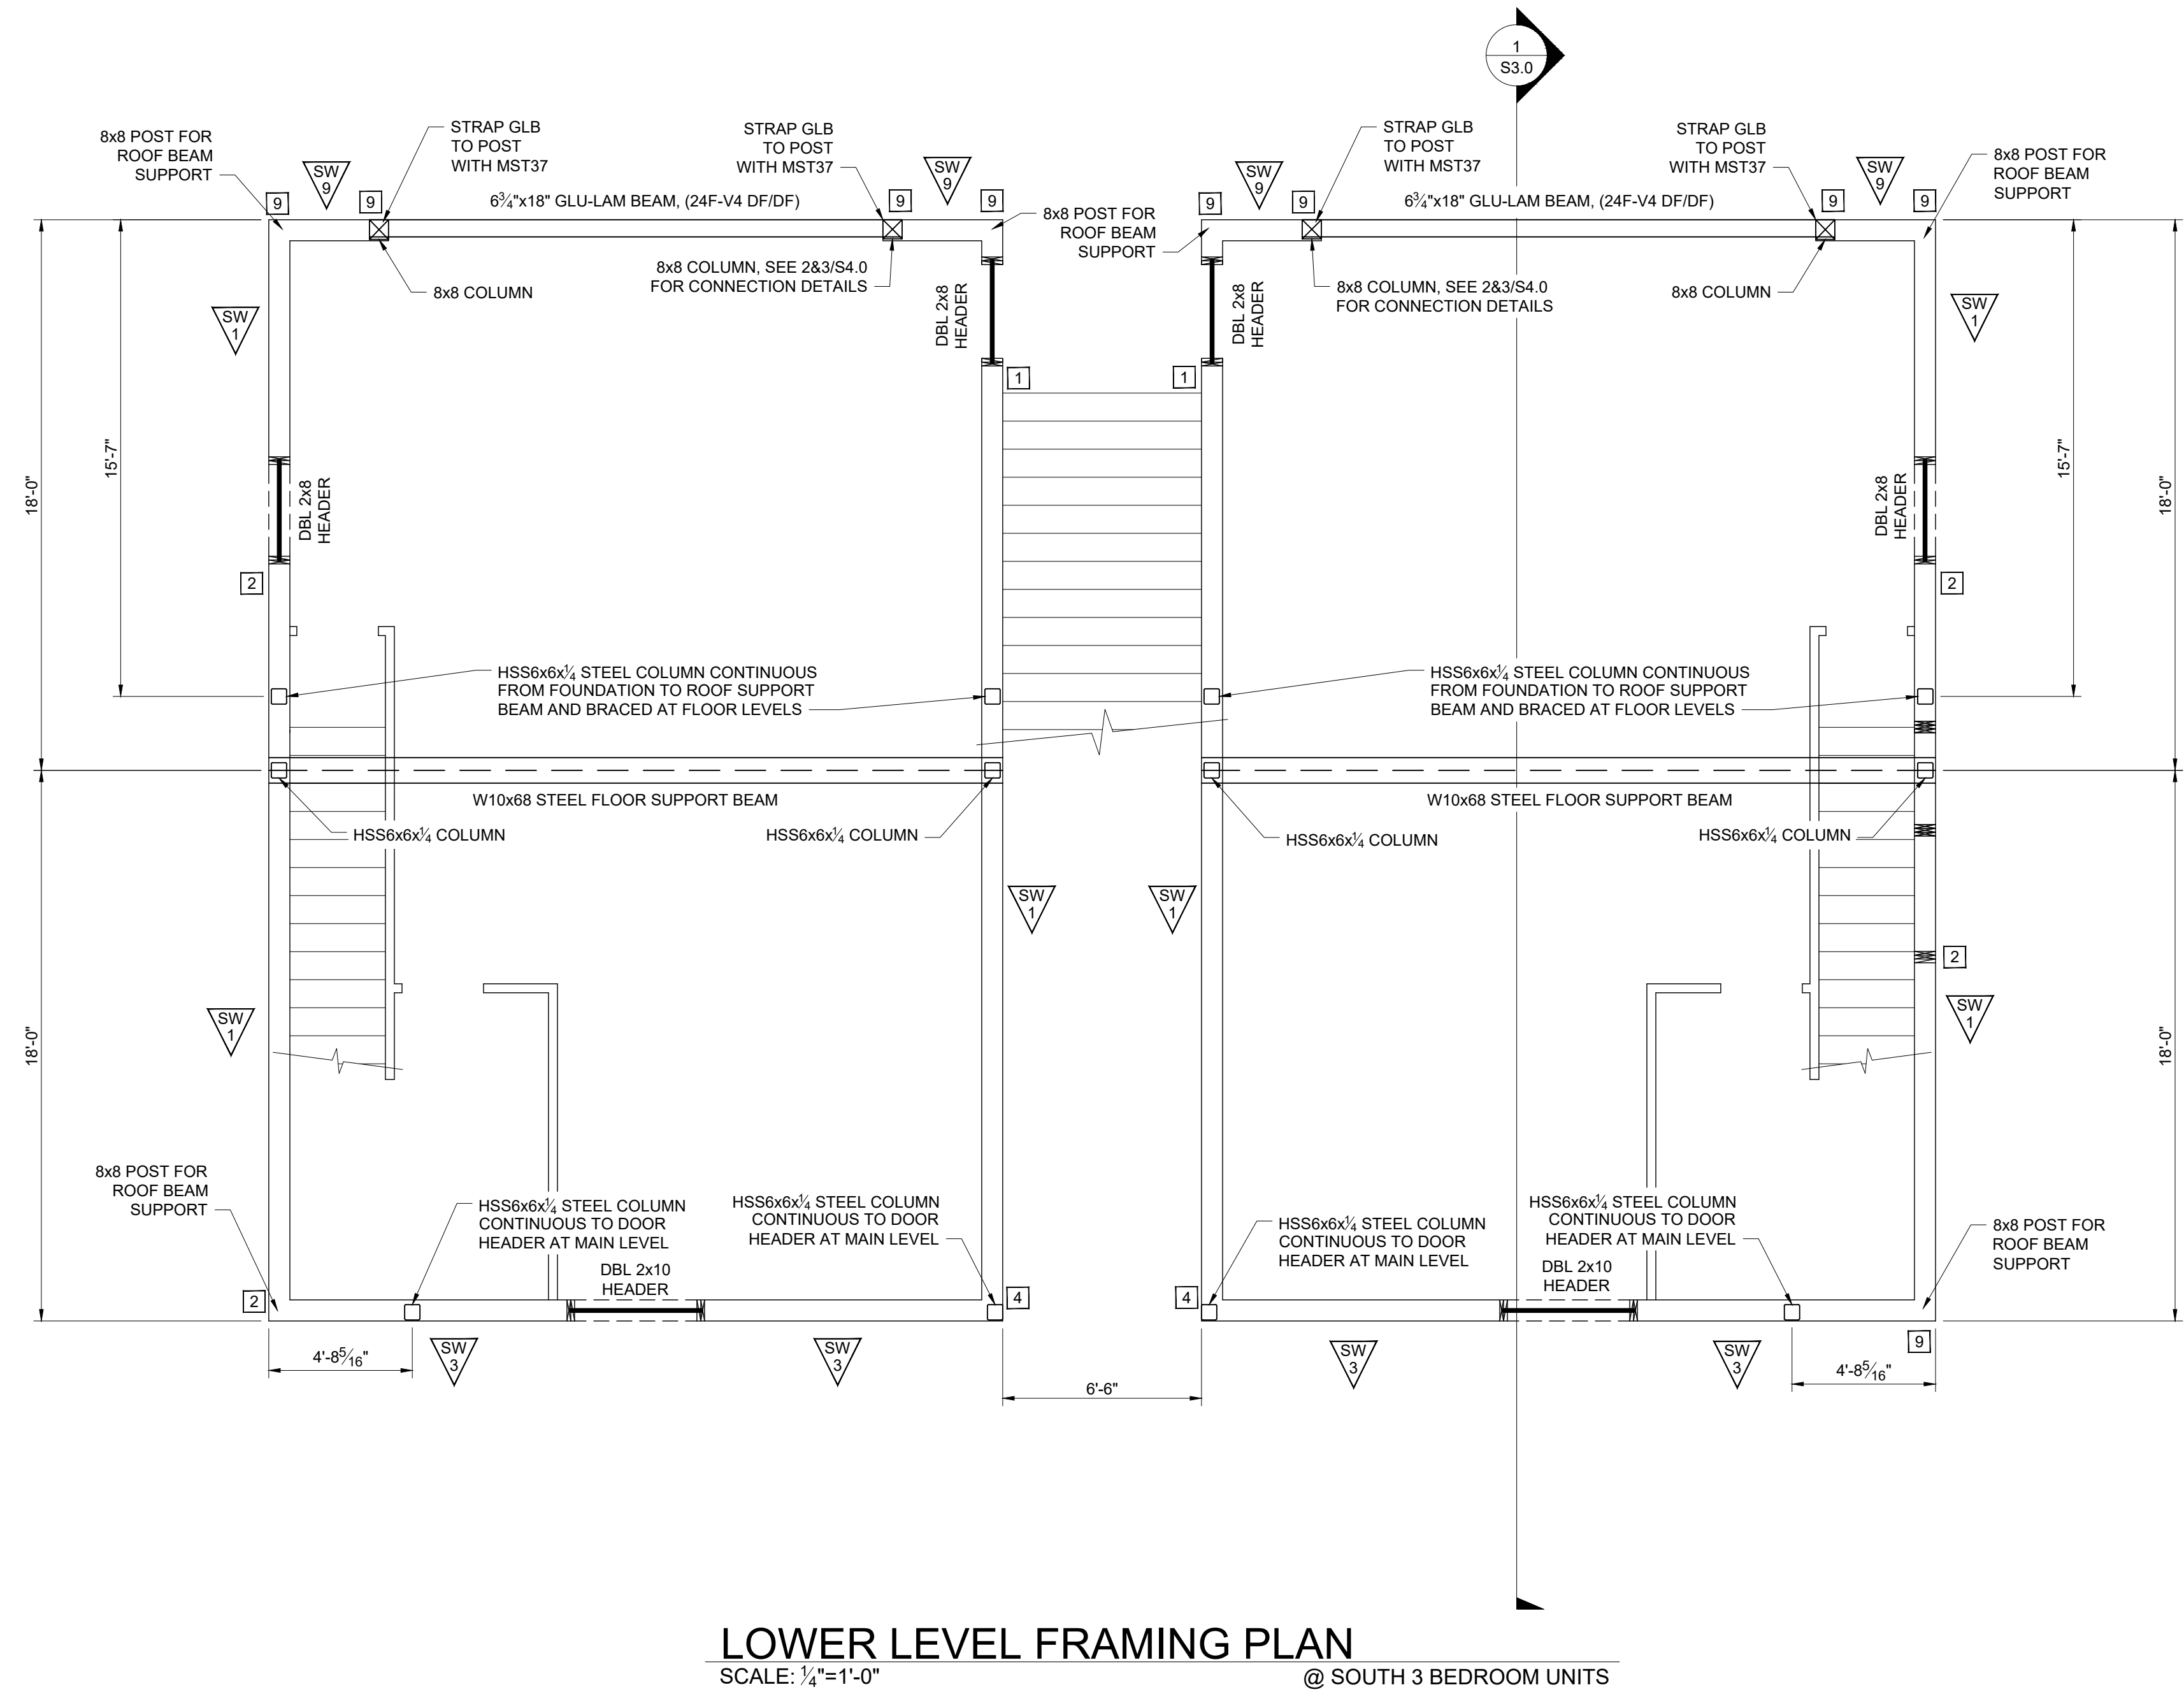 1
S3.0
8x8 POST FOR
ROOF BEAM
SUPPORT
SW
9
STRAP GLB
TO POST
WITH MST37
STRAP GLB
TO POST
WITH MST37
SW
9
SW
9
STRAP GLB
TO POST
WITH MST37
STRAP GLB
TO POST
WITH MST37
SW
9
8x8 POST FOR
ROOF BEAM
SUPPORT
9
9
6¾"x18" GLU-LAM BEAM, (24F-V4 DF/DF)
9
9
8x8 POST FOR
ROOF BEAM
SUPPORT
9
9
6¾"x18" GLU-LAM BEAM, (24F-V4 DF/DF)
9
9
8x8 COLUMN
8x8 COLUMN, SEE 2&3/S4.0
FOR CONNECTION DETAILS
8x8 COLUMN, SEE 2&3/S4.0
FOR CONNECTION DETAILS
8x8 COLUMN
SW
1
DBL 2x8
HEADER
DBL 2x8
HEADER
SW
1
1
1
18'-0"
15'-7"
DBL 2x8
HEADER
DBL 2x8
HEADER
15'-7"
18'-0"
2
2
HSS6x6x¼ STEEL COLUMN CONTINUOUS
FROM FOUNDATION TO ROOF SUPPORT
BEAM AND BRACED AT FLOOR LEVELS
HSS6x6x¼ STEEL COLUMN CONTINUOUS
FROM FOUNDATION TO ROOF SUPPORT
BEAM AND BRACED AT FLOOR LEVELS
W10x68 STEEL FLOOR SUPPORT BEAM
W10x68 STEEL FLOOR SUPPORT BEAM
HSS6x6x¼ COLUMN
HSS6x6x¼ COLUMN
HSS6x6x¼ COLUMN
HSS6x6x¼ COLUMN
SW
1
SW
1
2
SW
1
SW
1
18'-0"
18'-0"
8x8 POST FOR
ROOF BEAM
SUPPORT
HSS6x6x¼ STEEL COLUMN
CONTINUOUS TO DOOR
HEADER AT MAIN LEVEL
HSS6x6x¼ STEEL COLUMN
CONTINUOUS TO DOOR
HEADER AT MAIN LEVEL
HSS6x6x¼ STEEL COLUMN
CONTINUOUS TO DOOR
HEADER AT MAIN LEVEL
HSS6x6x¼ STEEL COLUMN
CONTINUOUS TO DOOR
HEADER AT MAIN LEVEL
8x8 POST FOR
ROOF BEAM
SUPPORT
DBL 2x10
HEADER
DBL 2x10
HEADER
2
4
4
9
4'-8⁵⁄₁₆"
SW
3
SW
3
6'-6"
SW
3
SW
3
4'-8⁵⁄₁₆"
LOWER LEVEL FRAMING PLAN
SCALE: ¼"=1'-0"
@ SOUTH 3 BEDROOM UNITS